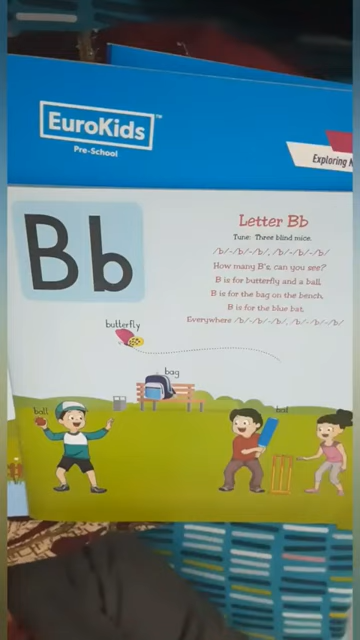 EuroKids™
Pre-School
Exploring
Bb
Letter Bb
Tune: Three blind mice.
/b/-/b/-/b/, /b/-/b/-/b/
How many B's, can you see?
B is for butterfly and a ball,
B is for the bag on the bench,
B is for the blue bat,
Everywhere /b/-/b/-/b/, /b/-/b/-/b/
butterfly
bag
ball
bat